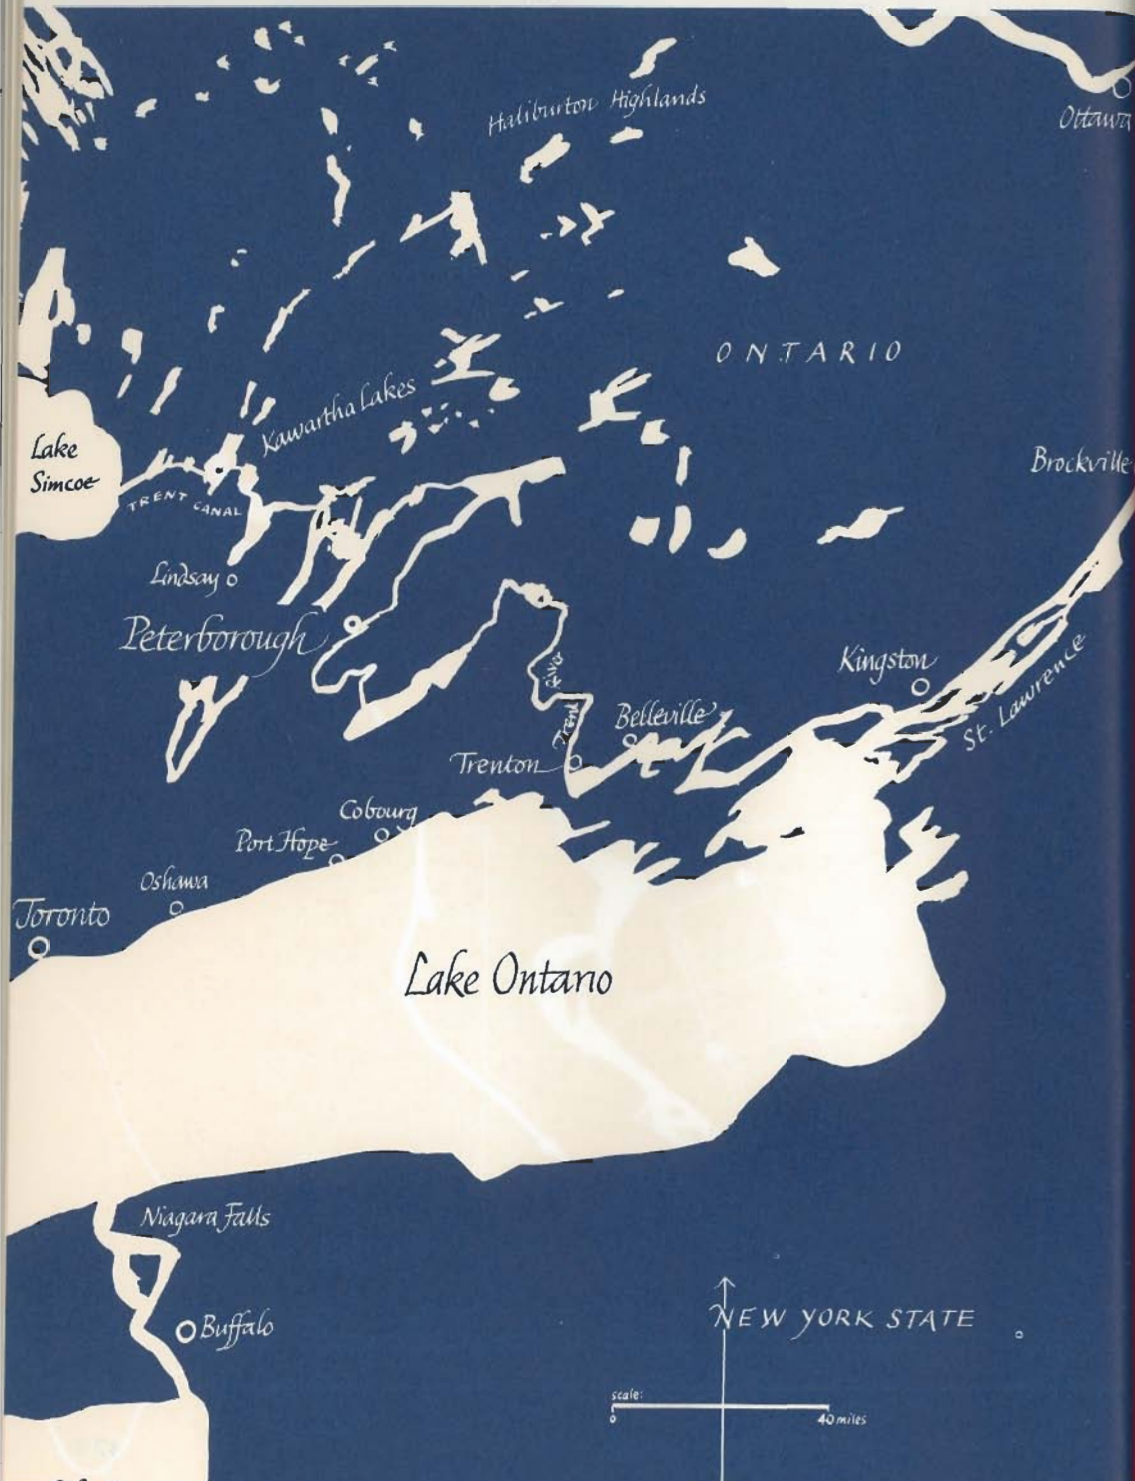 Haliburton Highlands
Ottawa
ONTARIO
Kawartha Lakes
Lake
Simcoe
Brockville
TRENT CANAL
Lindsay
Peterborough
Kingston
River
Trent
Belleville
St. Lawrence
Trenton
Cobourg
Port Hope
Oshawa
Toronto
Lake Ontario
Niagara Falls
Buffalo
NEW YORK STATE
scale:
0
40 miles